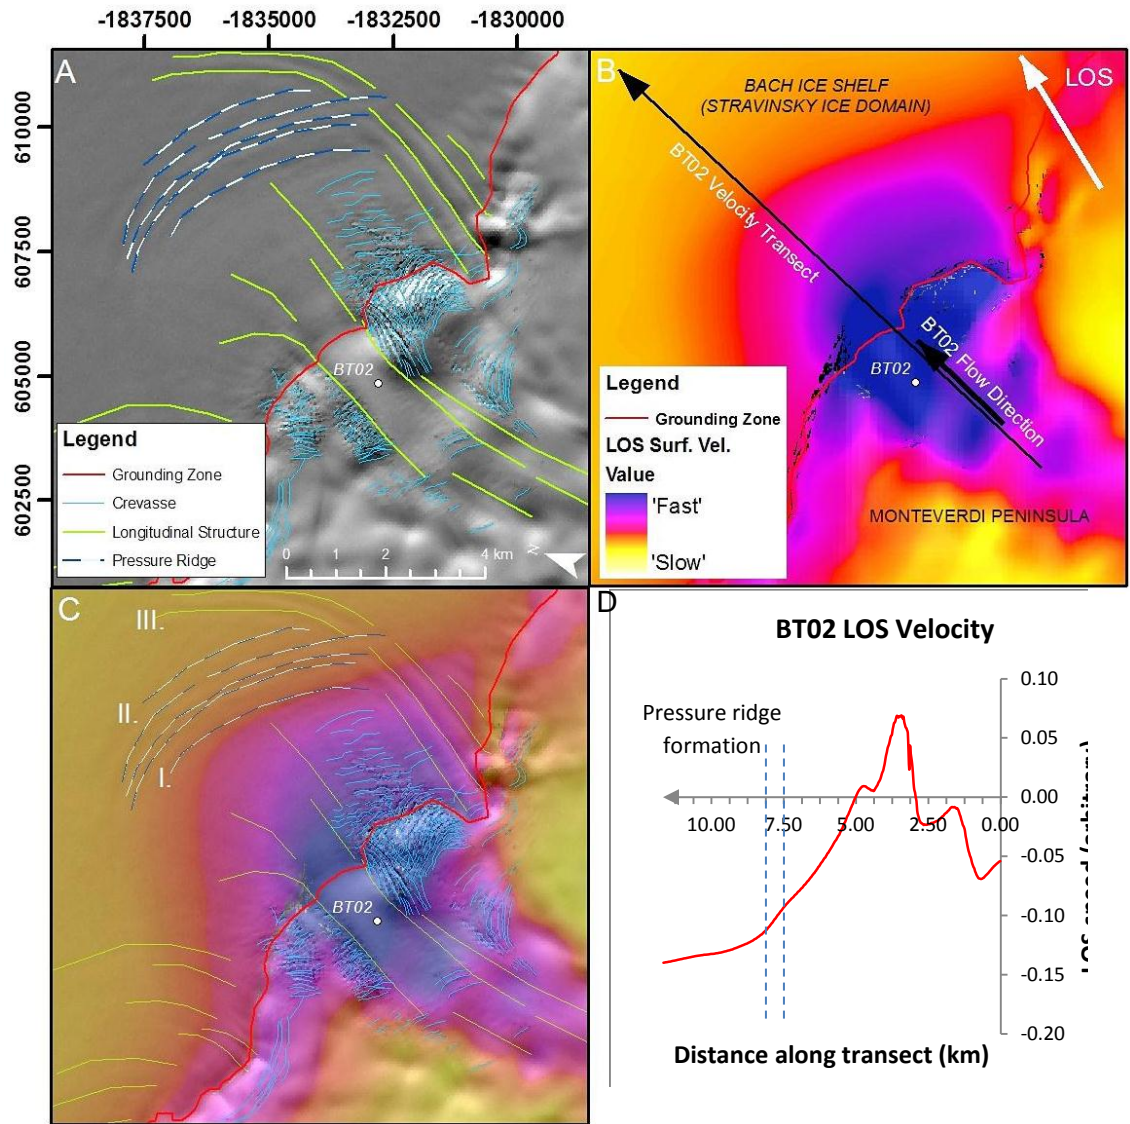 -1837500 -1835000 -1832500 -1830000
610000
607500
605000
602500
A
BT02
Legend
Grounding Zone
Crevasse
Longitudinal Structure
Pressure Ridge
0 2 4 km
N
B
BACH ICE SHELF
(STRAVINSKY ICE DOMAIN)
LOS
BT02 Velocity Transect
BT02 Flow Direction
BT02
MONTEVERDI PENINSULA
Legend
Grounding Zone
LOS Surf. Vel.
Value
'Fast'
'Slow'
C
III.
II.
I.
BT02
D
BT02 LOS Velocity
Pressure ridge
formation
0.10
0.05
0.00
-0.05
-0.10
-0.15
-0.20
10.00 7.50 5.00 2.50 0.00
Distance along transect (km)